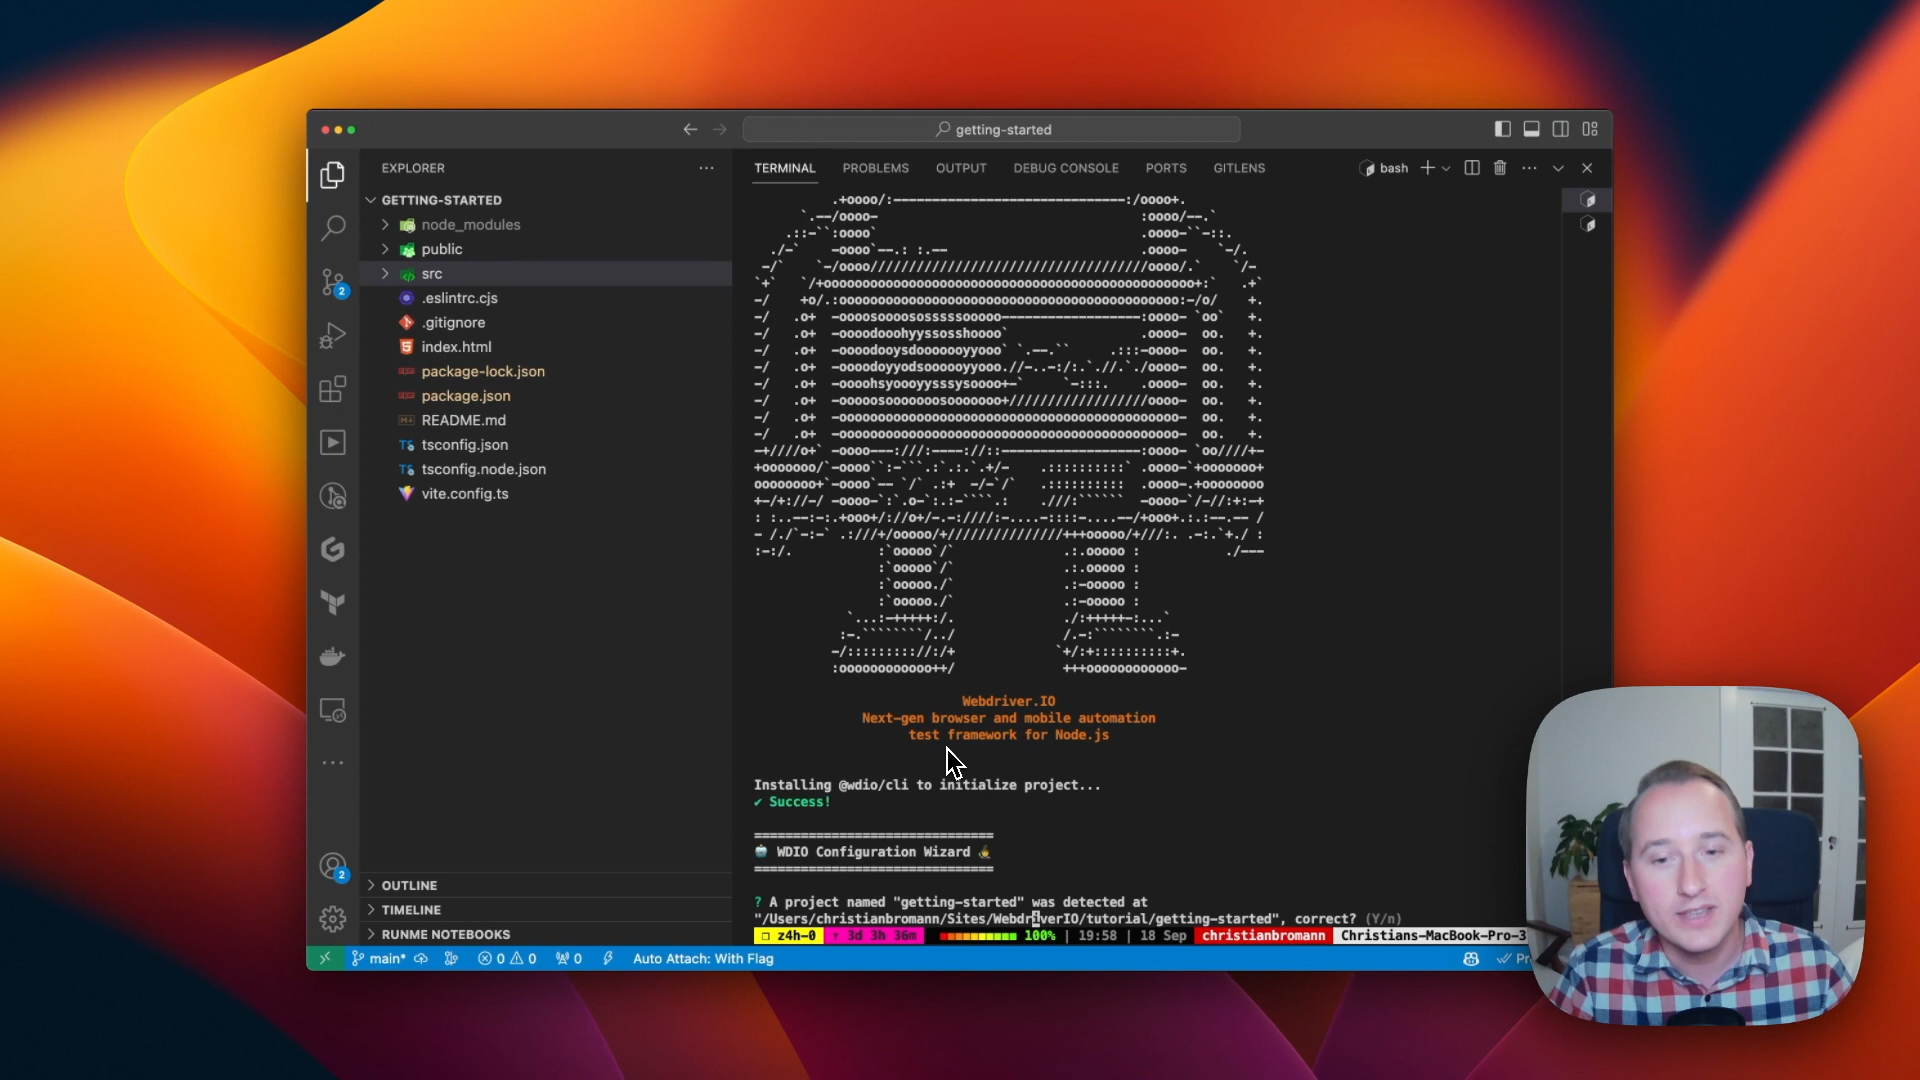 getting-started
EXPLORER
GETTING-STARTED
node_modules
public
src
.eslintrc.cjs
.gitignore
index.html
package-lock.json
package.json
README.md
tsconfig.json
tsconfig.node.json
vite.config.ts
OUTLINE
TIMELINE
RUNME NOTEBOOKS
TERMINAL PROBLEMS OUTPUT DEBUG CONSOLE PORTS GITLENS
bash
Webdriver.IO
Next-gen browser and mobile automation
test framework for Node.js
Installing @wdio/cli to initialize project...
✔ Success!
===============================
🤖 WDIO Configuration Wizard 🧙
===============================
? A project named "getting-started" was detected at
"/Users/christianbromann/Sites/WebdriverIO/tutorial/getting-started", correct? (Y/n)
z4h-0 ↑ 3d 3h 36m 100% | 19:58 | 18 Sep christianbromann Christians-MacBook-Pro-3
main* 0 0 0 Auto Attach: With Flag
2
2